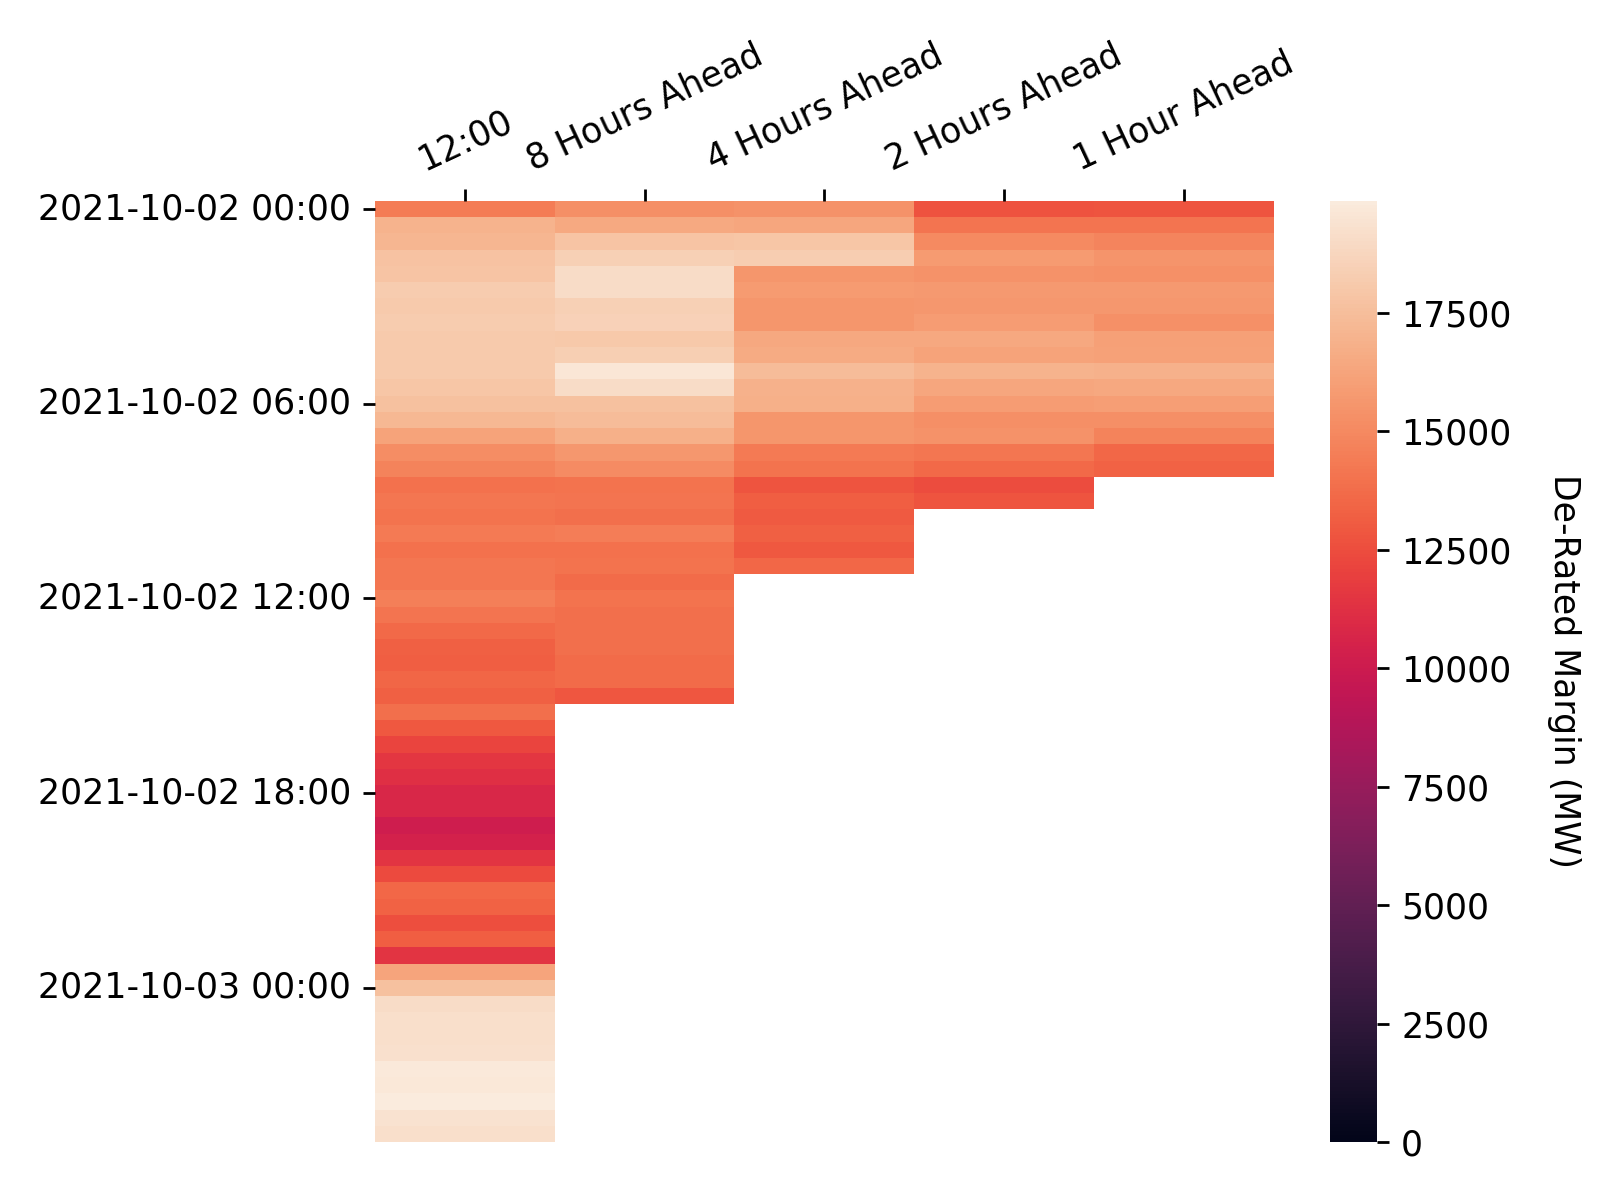 12:00
8 Hours Ahead
4 Hours Ahead
2 Hours Ahead
1 Hour Ahead
2021-10-02 00:00
2021-10-02 06:00
2021-10-02 12:00
2021-10-02 18:00
2021-10-03 00:00
17500
15000
12500
10000
7500
5000
2500
0
De-Rated Margin (MW)